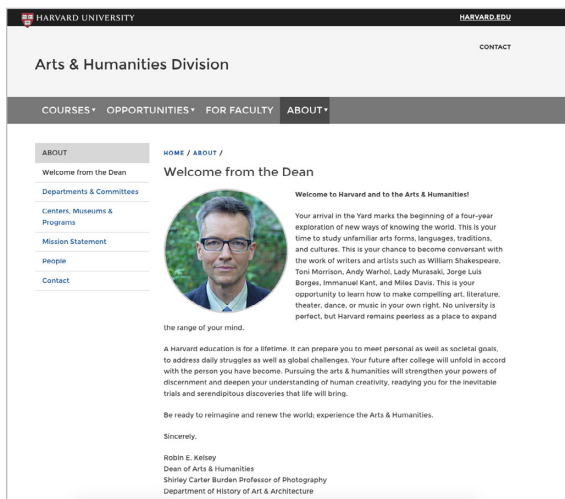 HARVARD UNIVERSITY
HARVARD.EDU
CONTACT
Arts & Humanities Division
COURSES
OPPORTUNITIES
FOR FACULTY
ABOUT
ABOUT
Welcome from the Dean
Departments & Committees
Centers, Museums &
Programs
Mission Statement
People
Contact
HOME / ABOUT /
Welcome from the Dean
Welcome to Harvard and to the Arts & Humanities!
Your arrival in the Yard marks the beginning of a four-year
exploration of new ways of knowing the world. This is your
time to study unfamiliar arts forms, languages, traditions,
and cultures. This is your chance to become conversant with
the work of writers and artists such as William Shakespeare,
Toni Morrison, Andy Warhol, Lady Murasaki, Jorge Luis
Borges, Immanuel Kant, and Miles Davis. This is your
opportunity to learn how to make compelling art, literature,
theater, dance, or music in your own right. No university is
perfect, but Harvard remains peerless as a place to expand
the range of your mind.
A Harvard education is for a lifetime. It can prepare you to meet personal as well as societal goals,
to address daily struggles as well as global challenges. Your future after college will unfold in accord
with the person you have become. Pursuing the arts & humanities will strengthen your powers of
discernment and deepen your understanding of human creativity, readying you for the inevitable
trials and serendipitous discoveries that life will bring.
Be ready to reimagine and renew the world; experience the Arts & Humanities.
Sincerely,
Robin E. Kelsey
Dean of Arts & Humanities
Shirley Carter Burden Professor of Photography
Department of History of Art & Architecture